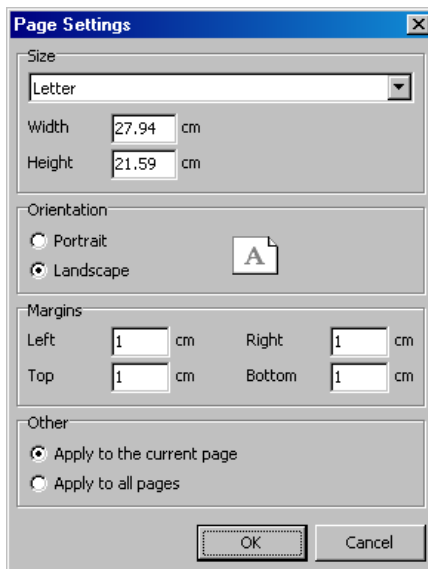 Page Settings
Size
Letter
Width 27.94 cm
Height 21.59 cm
Orientation
Portrait
Landscape
A
Margins
Left 1 cm Right 1 cm
Top 1 cm Bottom 1 cm
Other
Apply to the current page
Apply to all pages
OK Cancel